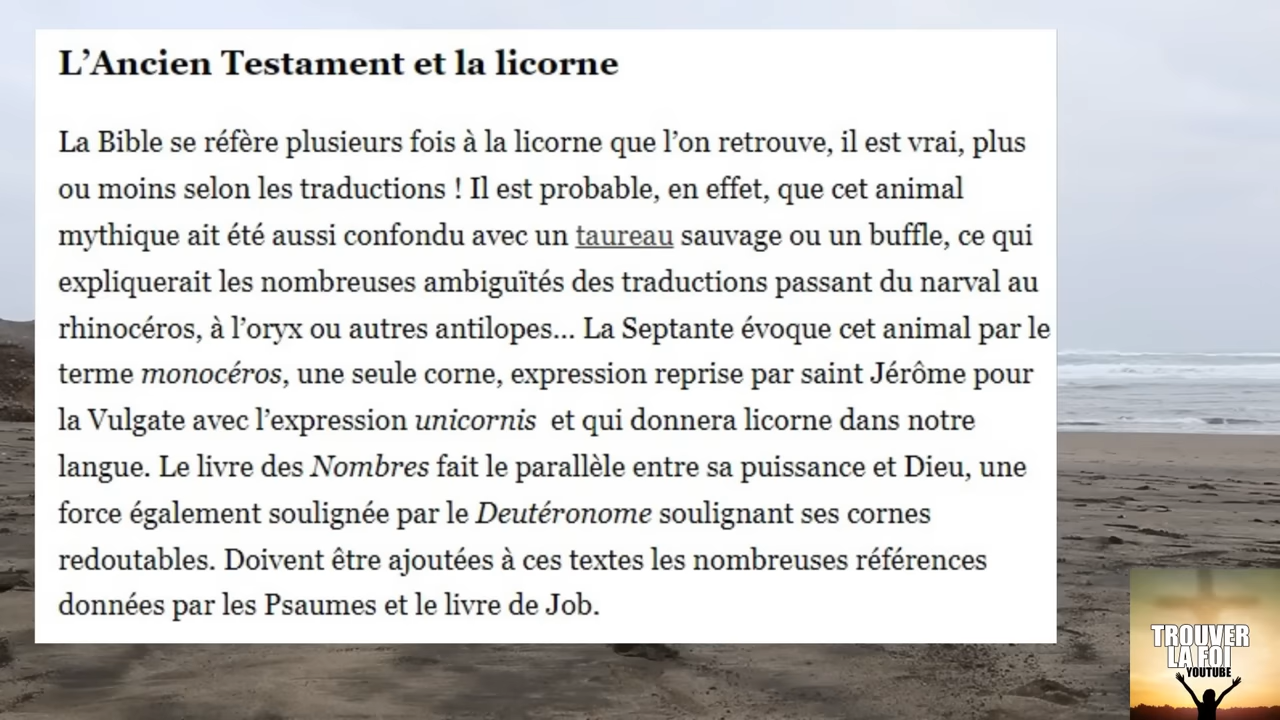 L’Ancien Testament et la licorne
La Bible se réfère plusieurs fois à la licorne que l’on retrouve, il est vrai, plus
ou moins selon les traductions ! Il est probable, en effet, que cet animal
mythique ait été aussi confondu avec un taureau sauvage ou un buffle, ce qui
expliquerait les nombreuses ambiguïtés des traductions passant du narval au
rhinocéros, à l’oryx ou autres antilopes… La Septante évoque cet animal par le
terme monocéros, une seule corne, expression reprise par saint Jérôme pour
la Vulgate avec l’expression unicornis et qui donnera licorne dans notre
langue. Le livre des Nombres fait le parallèle entre sa puissance et Dieu, une
force également soulignée par le Deutéronome soulignant ses cornes
redoutables. Doivent être ajoutées à ces textes les nombreuses références
données par les Psaumes et le livre de Job.
TROUVER
LA FOI
YOUTUBE